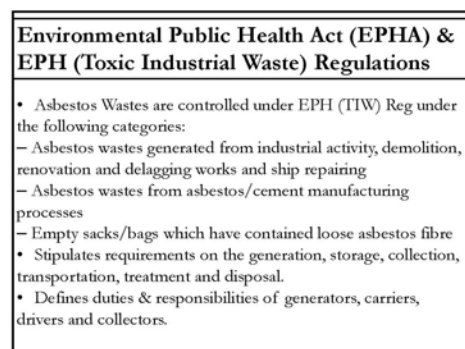 Environmental Public Health Act (EPHA) &
EPH (Toxic Industrial Waste) Regulations
• Asbestos Wastes are controlled under EPH (TIW) Reg under
the following categories:
– Asbestos wastes generated from industrial activity, demolition,
renovation and delagging works and ship repairing
– Asbestos wastes from asbestos/cement manufacturing
processes
– Empty sacks/bags which have contained loose asbestos fibre
• Stipulates requirements on the generation, storage, collection,
transportation, treatment and disposal.
• Defines duties & responsibilities of generators, carriers,
drivers and collectors.